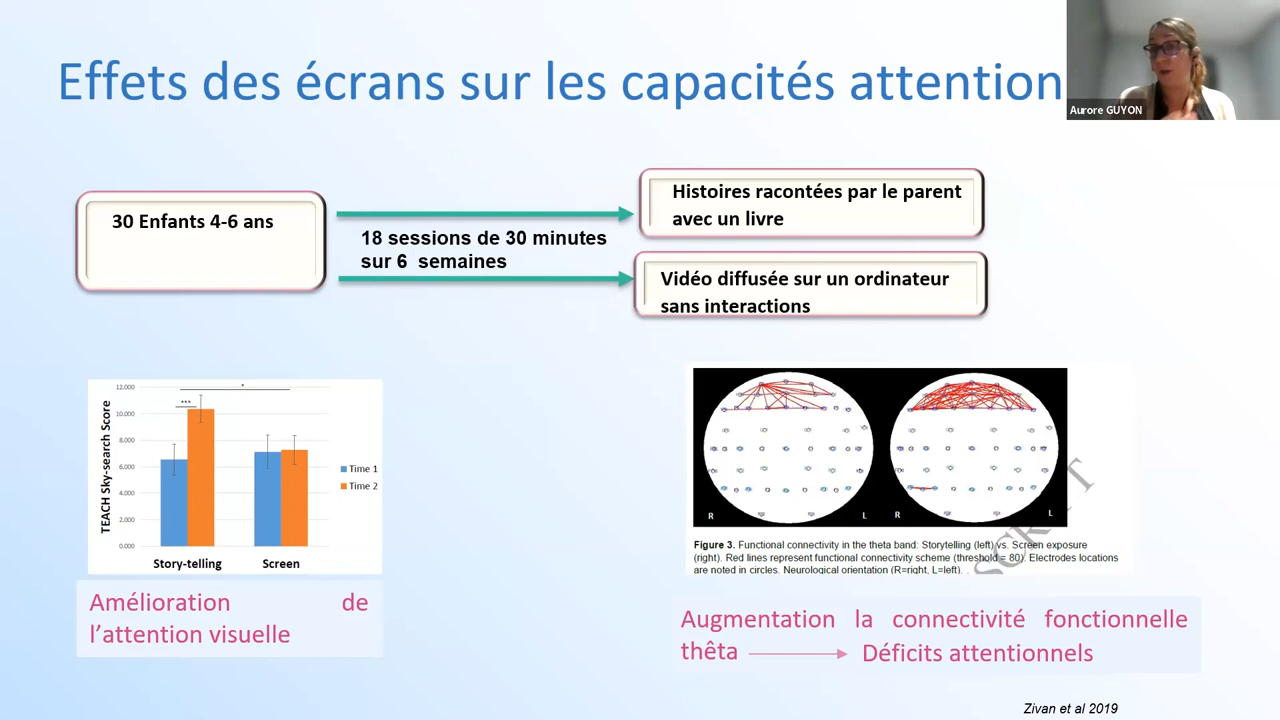 Effets des écrans sur les capacités attention
Aurore GUYON
30 Enfants 4-6 ans
18 sessions de 30 minutes
sur 6 semaines
Histoires racontées par le parent
avec un livre
Vidéo diffusée sur un ordinateur
sans interactions
TEACH Sky-search Score
12.000
10.000
8.000
6.000
4.000
2.000
0.000
***
*
Time 1
Time 2
Story-telling
Screen
Amélioration de
l'attention visuelle
R
L
R
L
Figure 3. Functional connectivity in the theta band: Storytelling (left) vs. Screen exposure
(right). Red lines represent functional connectivity scheme (threshold = 80). Electrodes locations
are noted in circles. Neurological orientation (R=right, L=left).
Augmentation la connectivité fonctionnelle
thêta
Déficits attentionnels
Zivan et al 2019